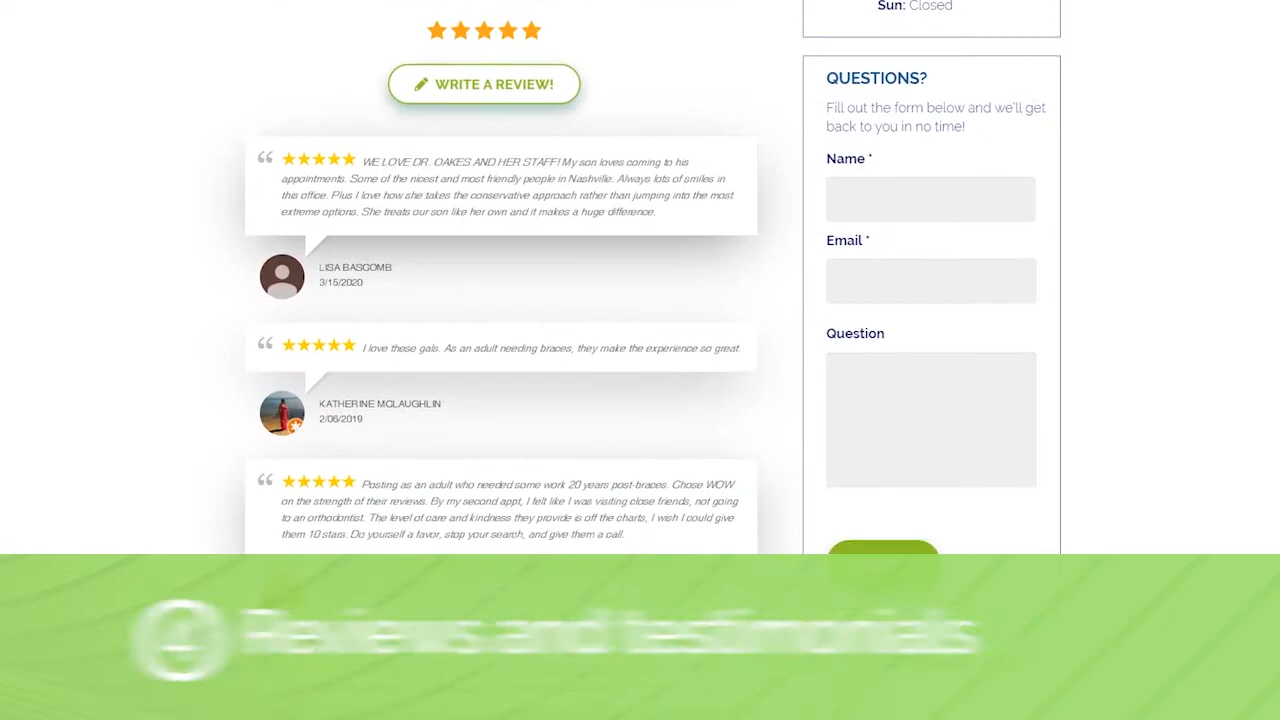 Sun: Closed
WRITE A REVIEW!
“ WE LOVE DR. OAKES AND HER STAFF! My son loves coming to his
appointments. Some of the nicest and most friendly people in Nashville. Always lots of smiles in
this office. Plus I love how she takes the conservative approach rather than jumping into the most
extreme options. She treats our son like her own and it makes a huge difference.
LISA BASCOMB
3/15/2020
“ I love these gals. As an adult needing braces, they make the experience so great.
KATHERINE MCLAUGHLIN
2/06/2019
“ Posting as an adult who needed some work 20 years post-braces. Chose WOW
on the strength of their reviews. By my second appt, I felt like I was visiting close friends, not going
to an orthodontist. The level of care and kindness they provide is off the charts, I wish I could give
them 10 stars. Do yourself a favor, stop your search, and give them a call.
QUESTIONS?
Fill out the form below and we'll get
back to you in no time!
Name *
Email *
Question
4 Reviews and testimonials